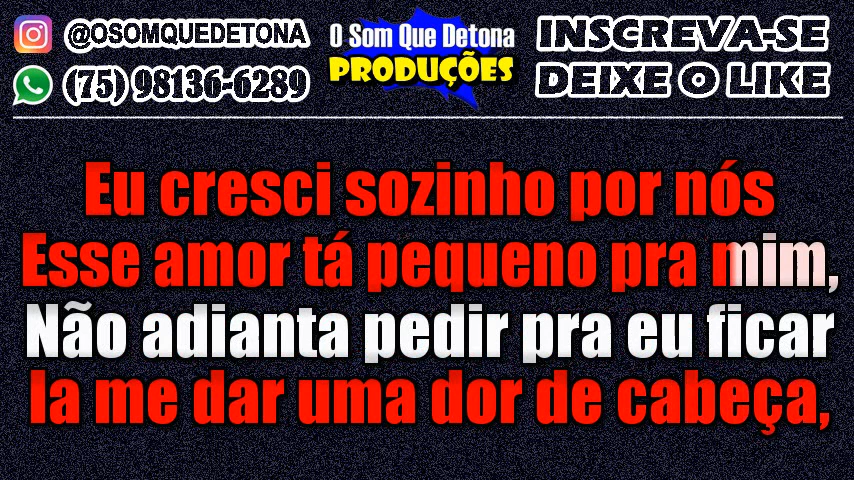 @OSOMQUEDETONA
(75) 98136-6289
O Som Que Detona
PRODUÇÕES
INSCREVA-SE
DEIXE O LIKE
Eu cresci sozinho por nós
Esse amor tá pequeno pra mim,
Não adianta pedir pra eu ficar
Ia me dar uma dor de cabeça,